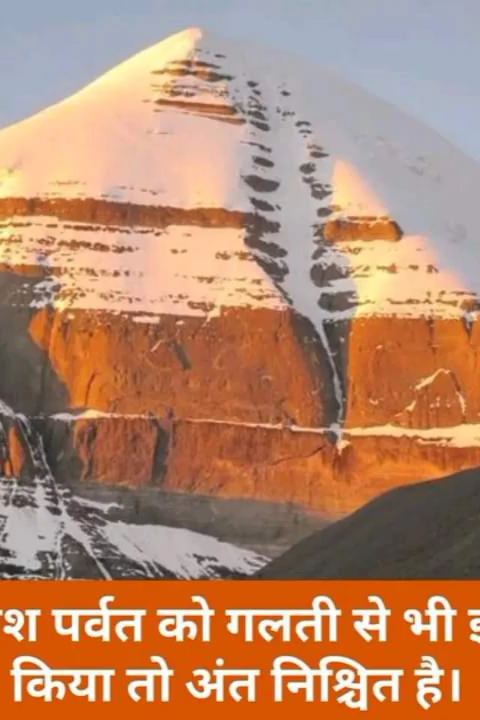 श पर्वत को गलती से भी
किया तो अंत निश्चित है।